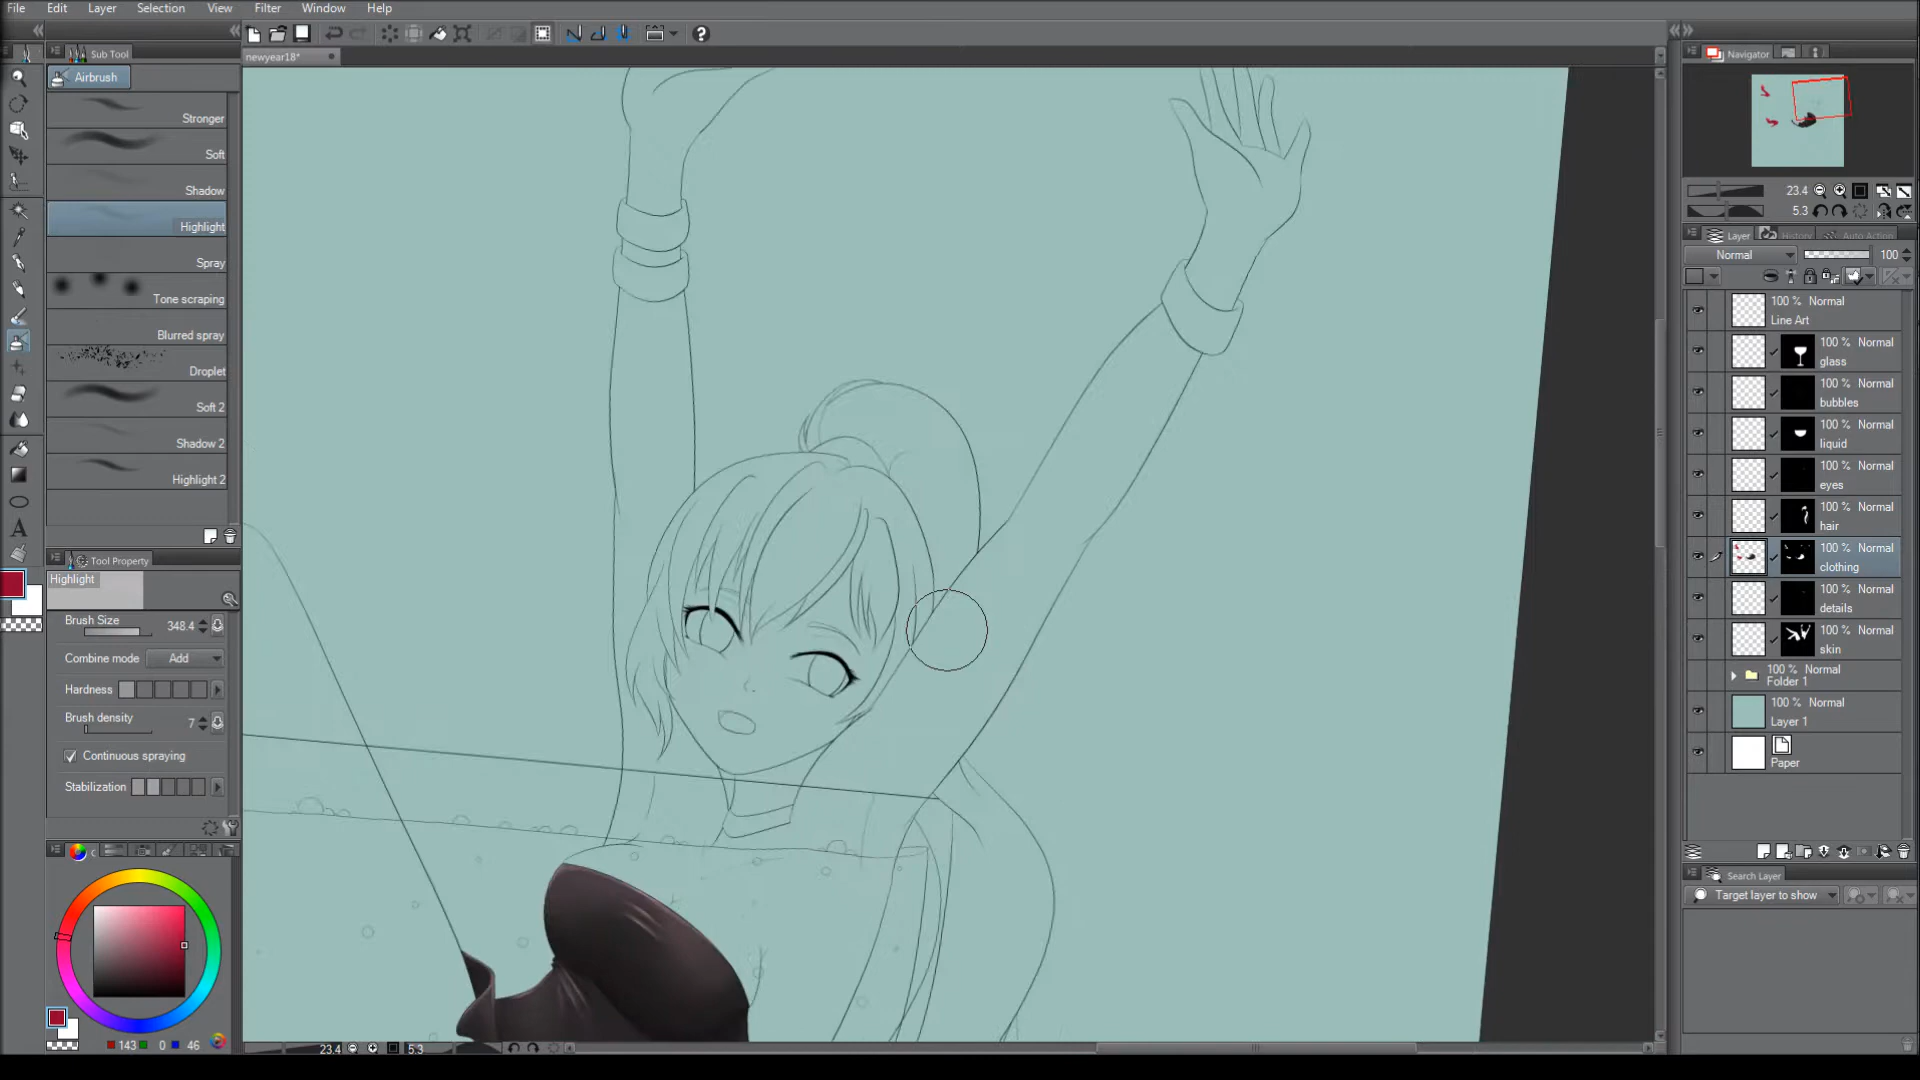 File Edit Layer Selection View Filter Window Help
Sub Tool
newyear18*
Navigator
Airbrush
Stronger
Soft
Shadow
Highlight
Spray
Tone scraping
Blurred spray
Droplet
Soft 2
Shadow 2
Highlight 2
23.4
5.3
Layer History Auto Action
Normal 100
100 % Normal
Line Art
100 % Normal
glass
100 % Normal
bubbles
100 % Normal
liquid
100 % Normal
eyes
100 % Normal
hair
100 % Normal
clothing
100 % Normal
details
100 % Normal
skin
100 % Normal
Folder 1
100 % Normal
Layer 1
Paper
Tool Property
Highlight
Brush Size 348.4
Combine mode Add
Hardness
Brush density 7
Continuous spraying
Stabilization
Search Layer
Target layer to show
143 0 46
23.4 5.3